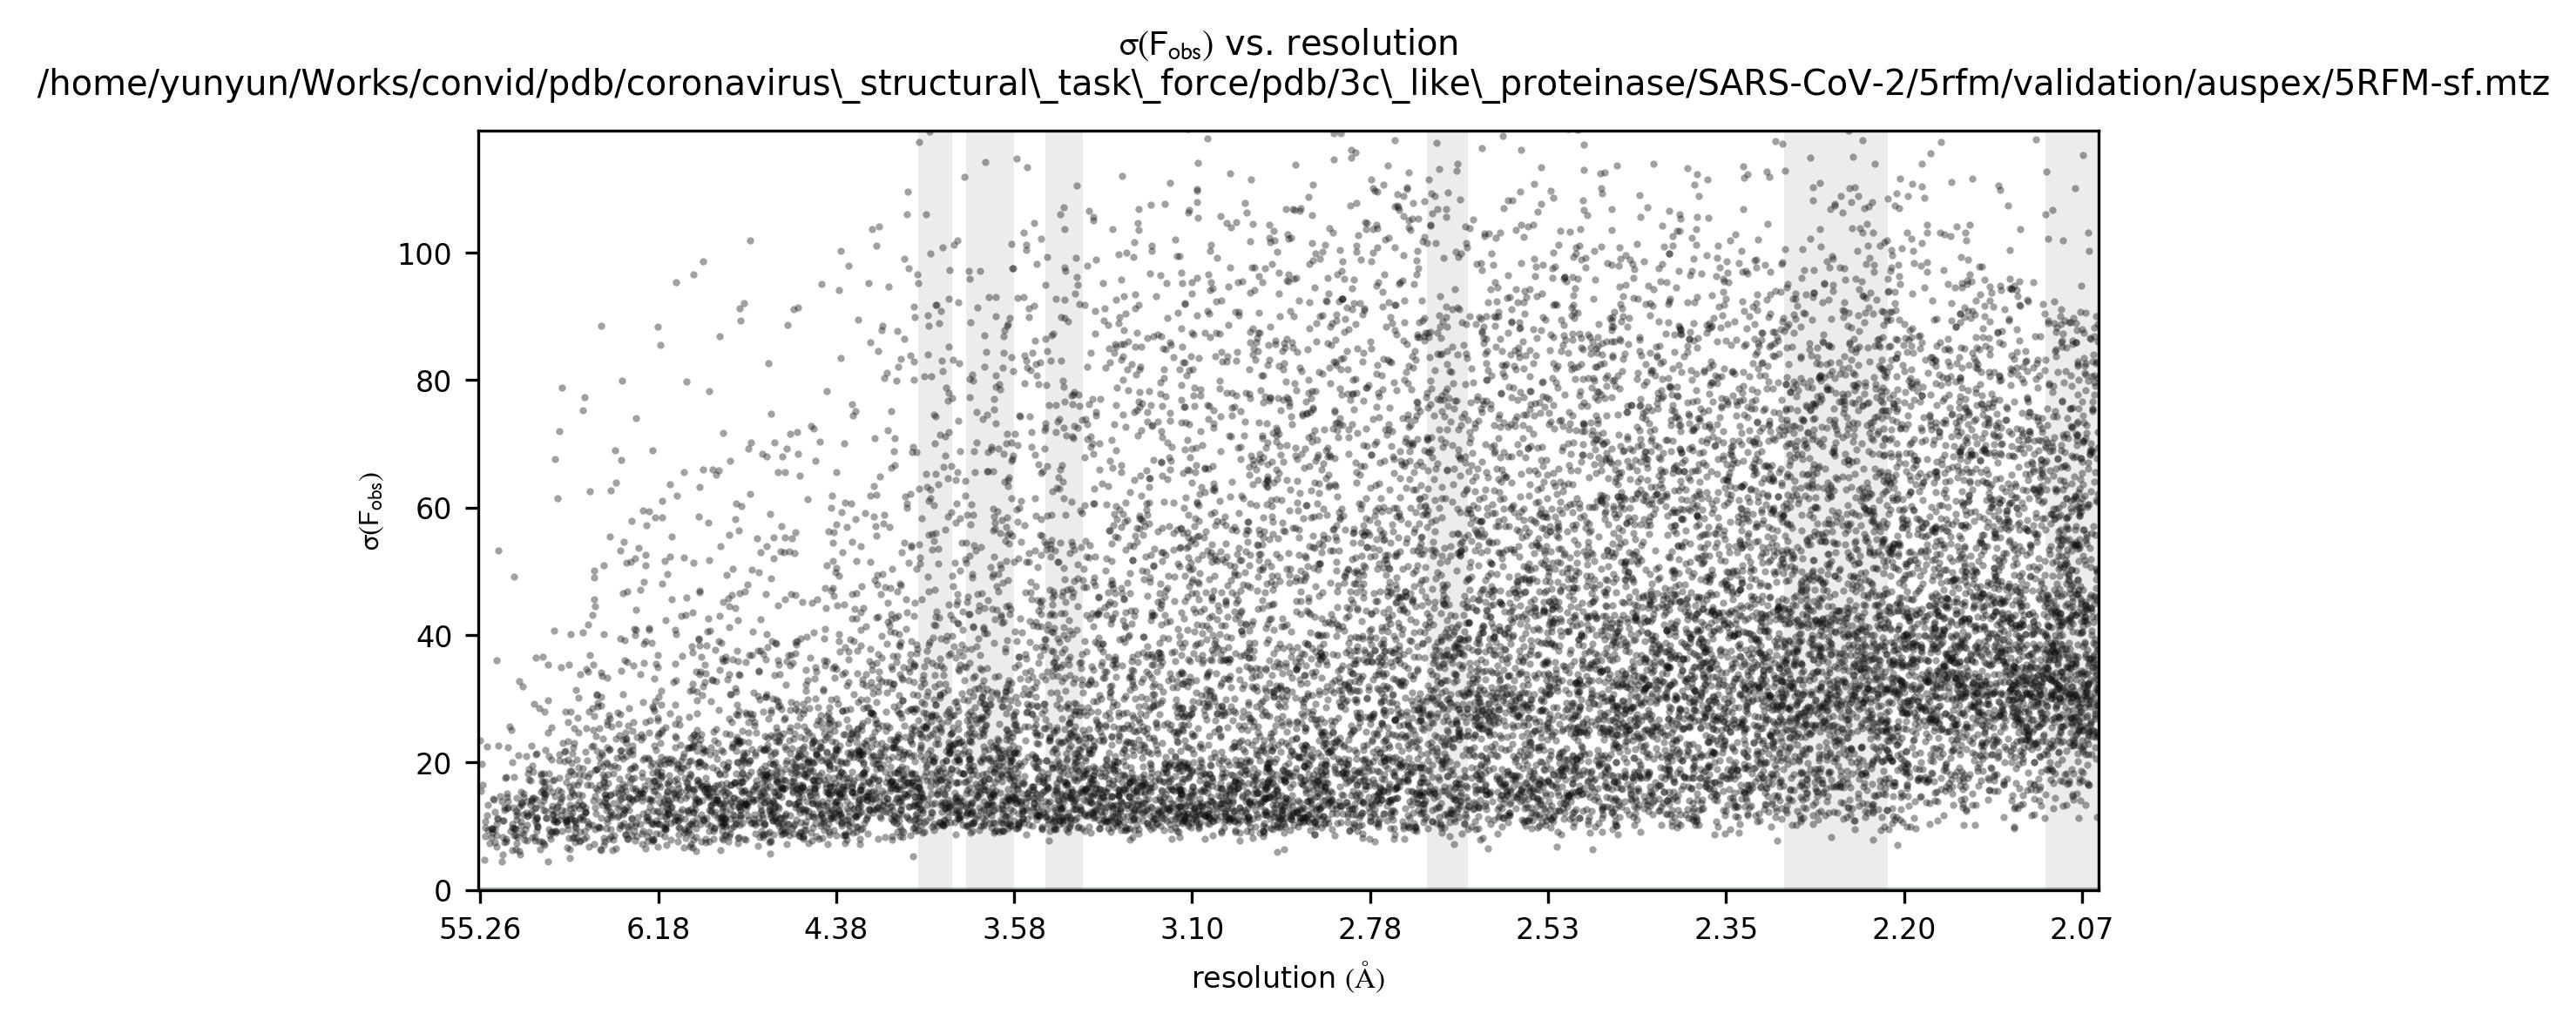 σ(F_obs) vs. resolution
/home/yunyun/Works/convid/pdb/coronavirus\_structural\_task\_force/pdb/3c\_like\_proteinase/SARS-CoV-2/5rfm/validation/auspex/5RFM-sf.mtz
100
80
60
40
20
0
σ(F_obs)
55.26 6.18 4.38 3.58 3.10 2.78 2.53 2.35 2.20 2.07
resolution (Å)